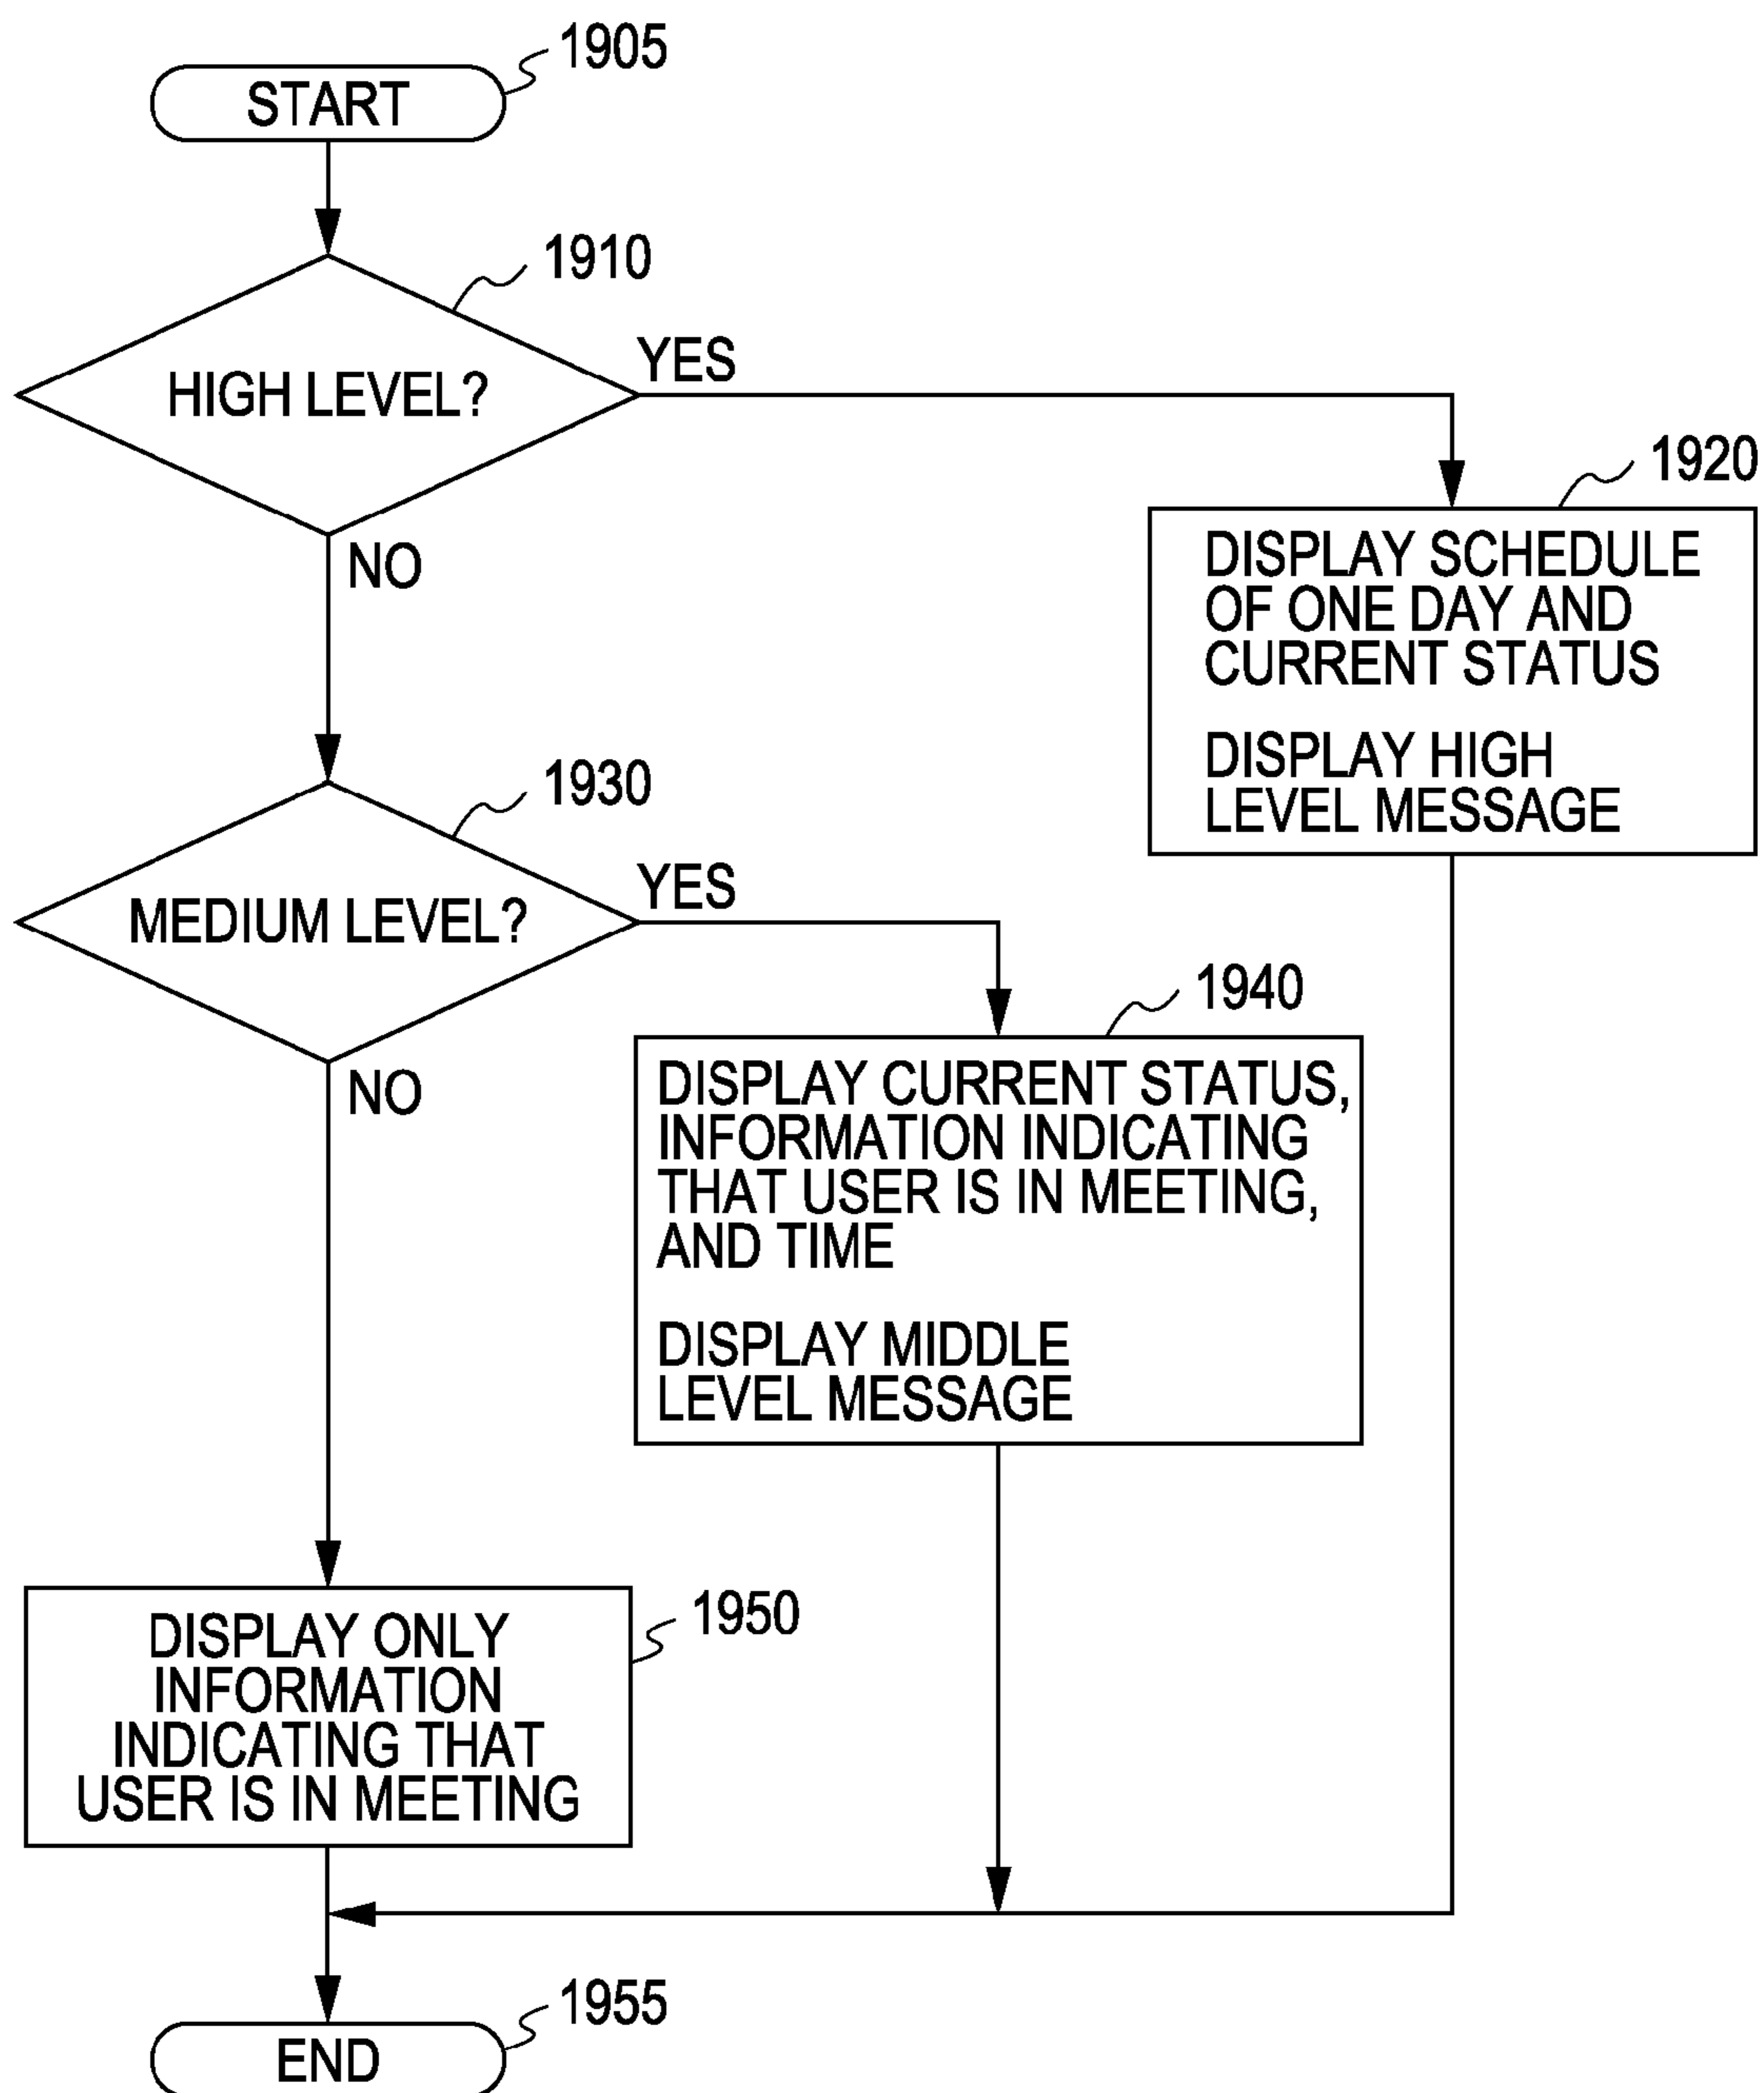 1905
START
1910
HIGH LEVEL?
YES
NO
1920
DISPLAY SCHEDULE
OF ONE DAY AND
CURRENT STATUS
DISPLAY HIGH
LEVEL MESSAGE
1930
MEDIUM LEVEL?
YES
NO
1940
DISPLAY CURRENT STATUS,
INFORMATION INDICATING
THAT USER IS IN MEETING,
AND TIME
DISPLAY MIDDLE
LEVEL MESSAGE
1950
DISPLAY ONLY
INFORMATION
INDICATING THAT
USER IS IN MEETING
1955
END